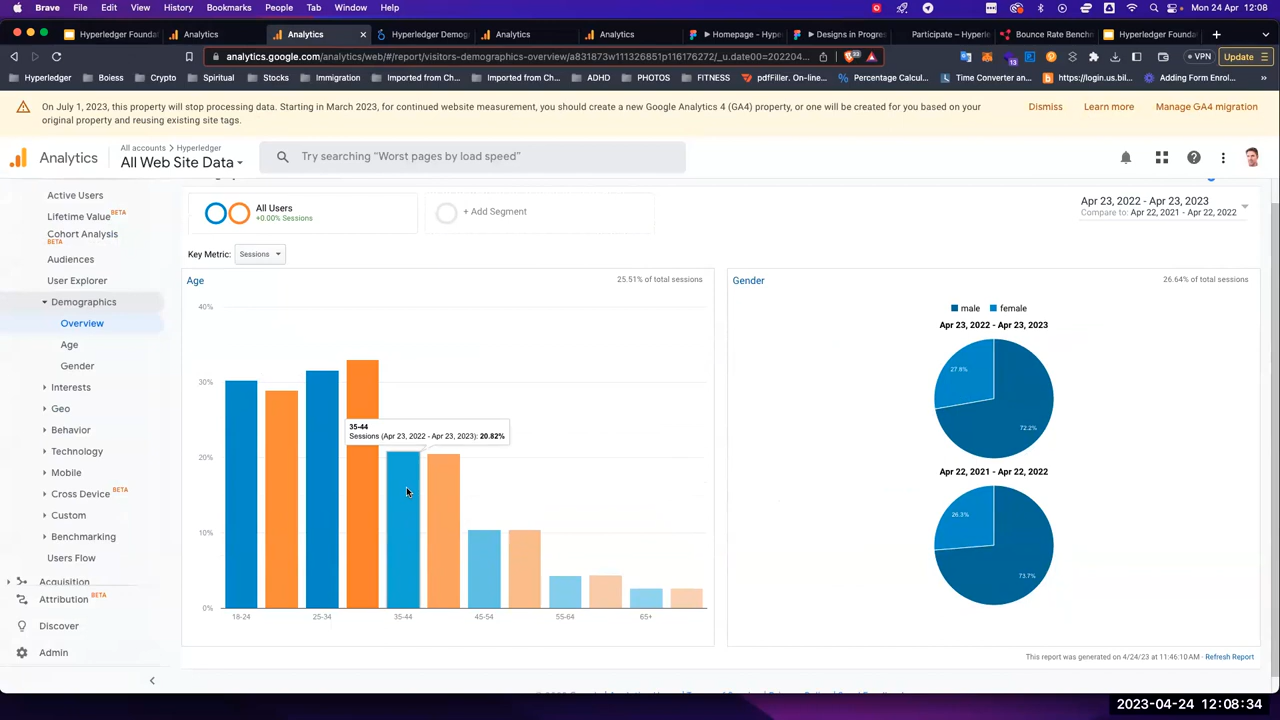 Brave File Edit View History Bookmarks People Tab Window Help Mon 24 Apr 12:08
Hyperledger Founda Analytics Analytics Hyperledger Demog Analytics Analytics Homepage – Hyper Designs in Progress Participate – Hyperle Bounce Rate Benchm Hyperledger Founda
analytics.google.com/analytics/web/#/report/visitors-demographics-overview/a831873w111326851p116176272/_u.date00=202204... VPN Update
Hyperledger Boiess Crypto Spiritual Stocks Immigration Imported from Ch... Imported from Ch... ADHD PHOTOS FITNESS pdfFiller. On-line... Percentage Calcul... Time Converter an... https://login.us.bil... Adding Form Enrol... »
On July 1, 2023, this property will stop processing data. Starting in March 2023, for continued website measurement, you should create a new Google Analytics 4 (GA4) property, or one will be created for you based on your
original property and reusing existing site tags.
Dismiss Learn more Manage GA4 migration
Analytics
All accounts > Hyperledger
All Web Site Data
Try searching "Worst pages by load speed"
Active Users
Lifetime Value BETA
Cohort Analysis
BETA
Audiences
User Explorer
Demographics
Overview
Age
Gender
Interests
Geo
Behavior
Technology
Mobile
Cross Device BETA
Custom
Benchmarking
Users Flow
Acquisition
Attribution BETA
Discover
Admin
All Users
+0.00% Sessions
+ Add Segment
Apr 23, 2022 - Apr 23, 2023
Compare to: Apr 22, 2021 - Apr 22, 2022
Key Metric: Sessions
Age 25.51% of total sessions
40%
30%
20%
10%
0%
35-44
Sessions (Apr 23, 2022 - Apr 23, 2023): 20.82%
18-24 25-34 35-44 45-54 55-64 65+
Gender 26.64% of total sessions
male female
Apr 23, 2022 - Apr 23, 2023
27.8%
72.2%
Apr 22, 2021 - Apr 22, 2022
26.3%
73.7%
This report was generated on 4/24/23 at 11:46:10 AM - Refresh Report
2023-04-24 12:08:34